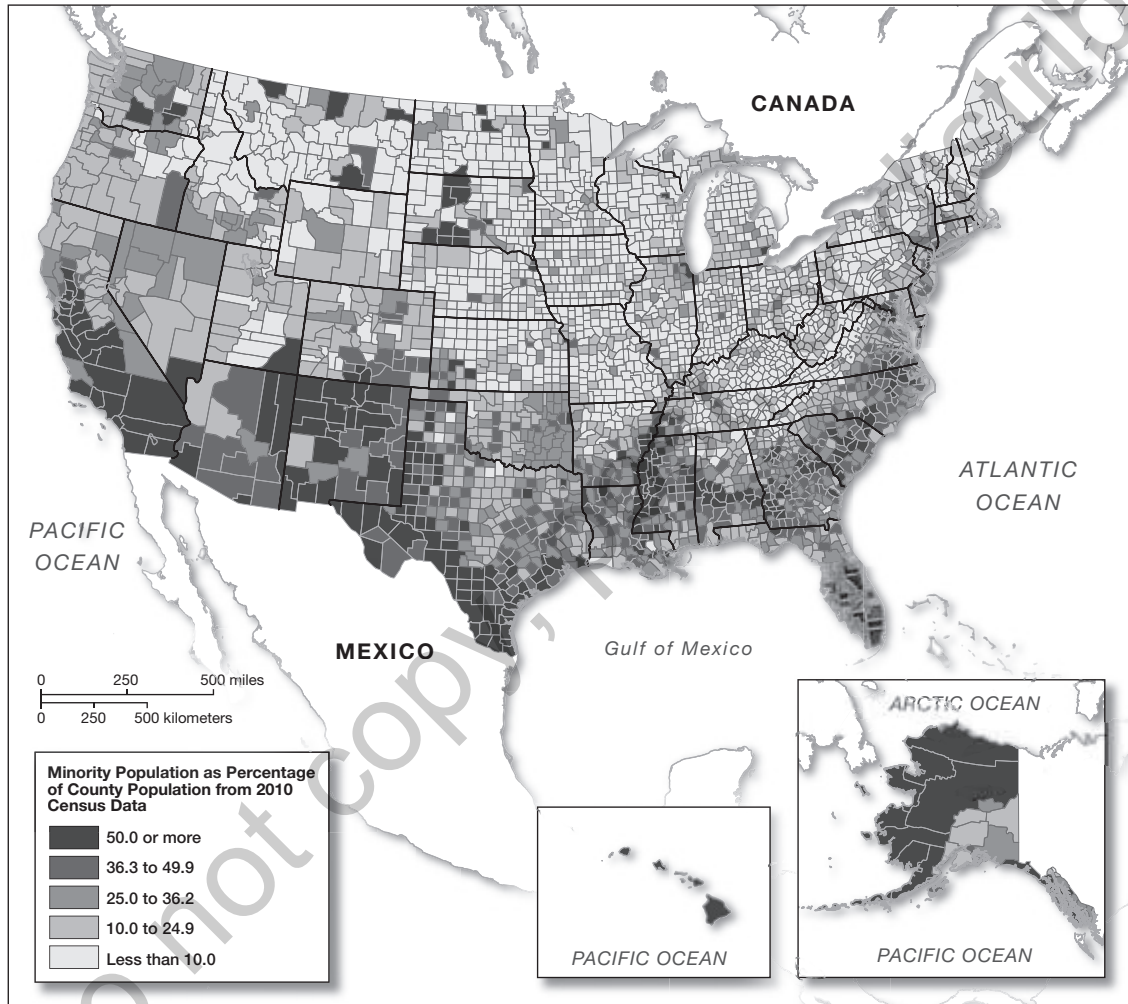 CANADA
ATLANTIC
OCEAN
PACIFIC
OCEAN
MEXICO
Gulf of Mexico
0 250 500 miles
0 250 500 kilometers
Minority Population as Percentage
of County Population from 2010
Census Data
50.0 or more
36.3 to 49.9
25.0 to 36.2
10.0 to 24.9
Less than 10.0
PACIFIC OCEAN
ARCTIC OCEAN
PACIFIC OCEAN
not copy,